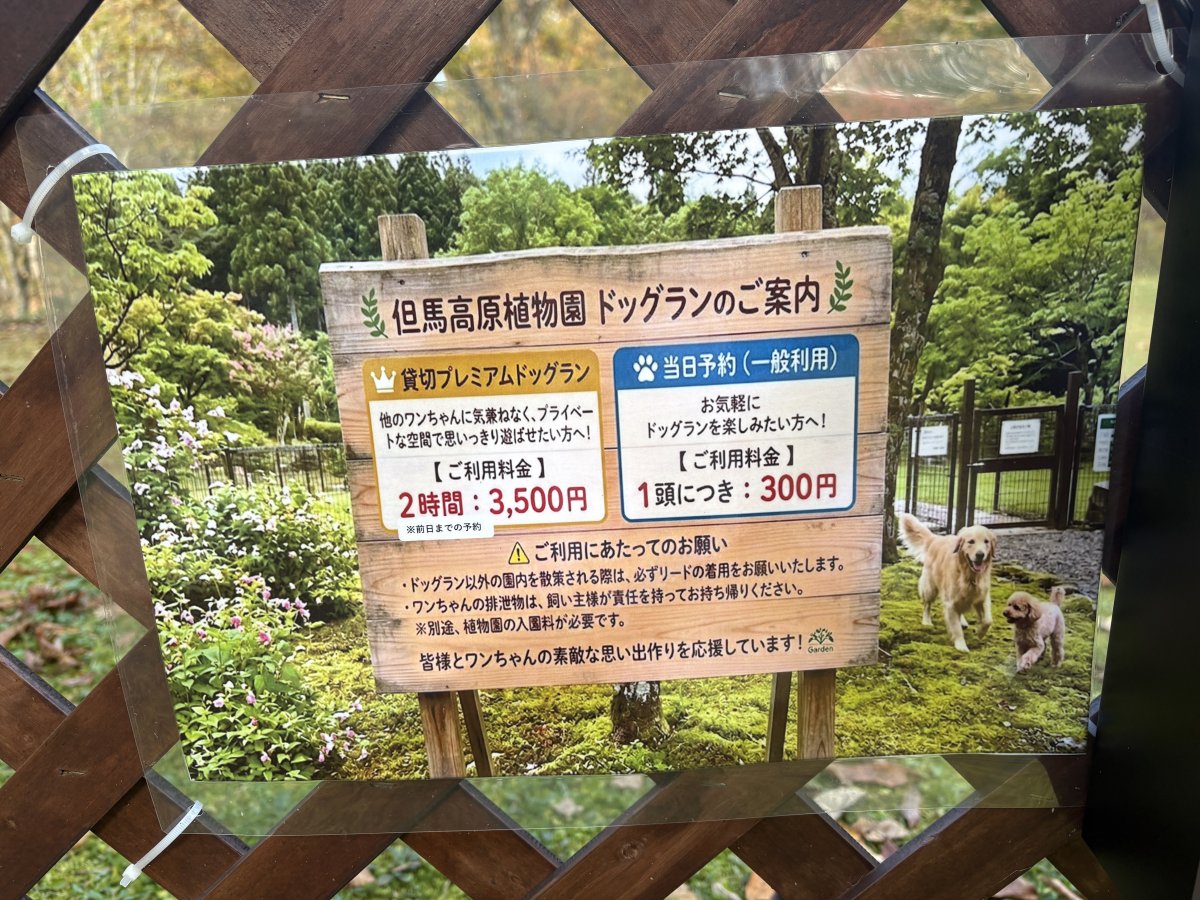 但馬高原植物園 ドッグランのご案内
貸切プレミアムドッグラン
他のワンちゃんに気兼ねなく、プライベー
トな空間で思いっきり遊ばせたい方へ!
【ご利用料金】
2時間:3,500円
※前日までの予約
当日予約(一般利用)
お気軽に
ドッグランを楽しみたい方へ!
【ご利用料金】
1頭につき:300円
ご利用にあたってのお願い
・ドッグラン以外の園内を散策される際は、必ずリードの着用をお願いいたします。
・ワンちゃんの排泄物は、飼い主様が責任を持ってお持ち帰りください。
※別途、植物園の入園料が必要です。
皆様とワンちゃんの素敵な思い出作りを応援しています!
Garden